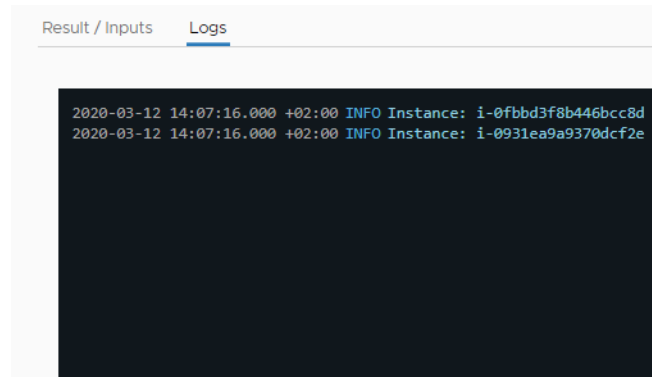 Result / Inputs Logs
2020-03-12 14:07:16.000 +02:00 INFO Instance: i-0fbbd3f8b446bcc8d
2020-03-12 14:07:16.000 +02:00 INFO Instance: i-0931ea9a9370dcf2e